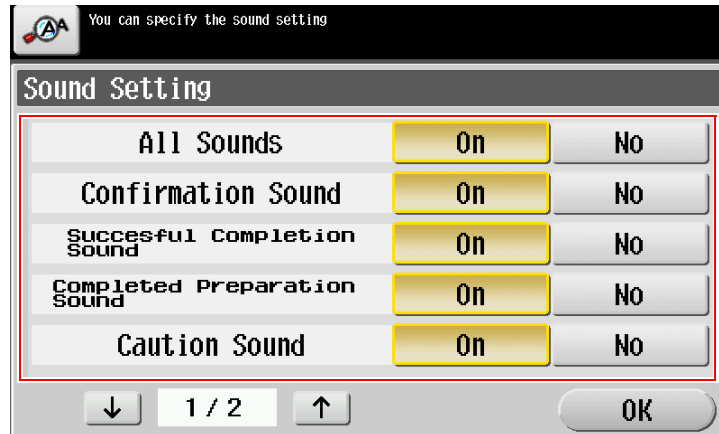 You can specify the sound setting
Sound Setting
All Sounds On No
Confirmation Sound On No
Succesful Completion
Sound On No
Completed Preparation
Sound On No
Caution Sound On No
↓ 1 / 2 ↑ OK